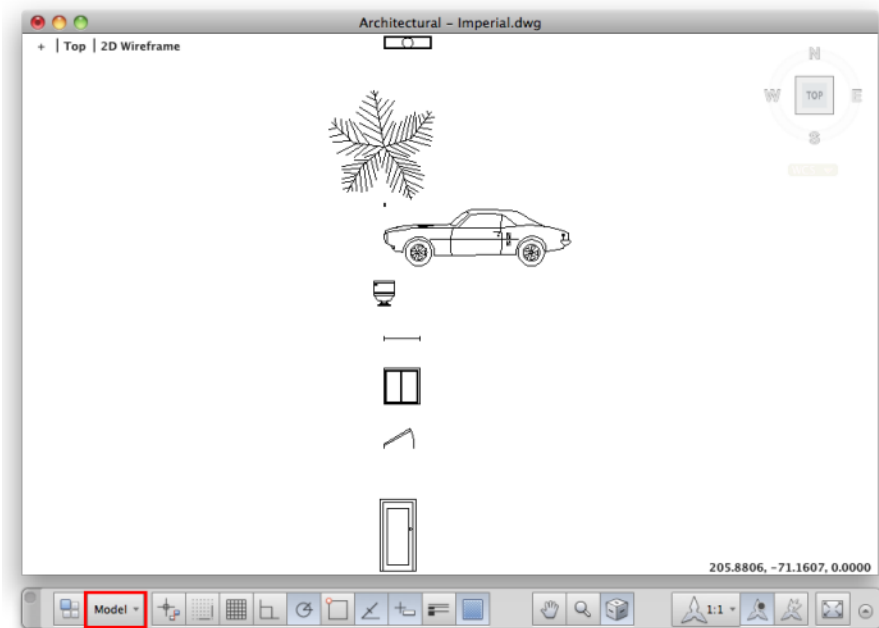 Architectural - Imperial.dwg
+ | Top | 2D Wireframe
N
W
TOP
E
S
205.8806, -71.1607, 0.0000
Model
1:1